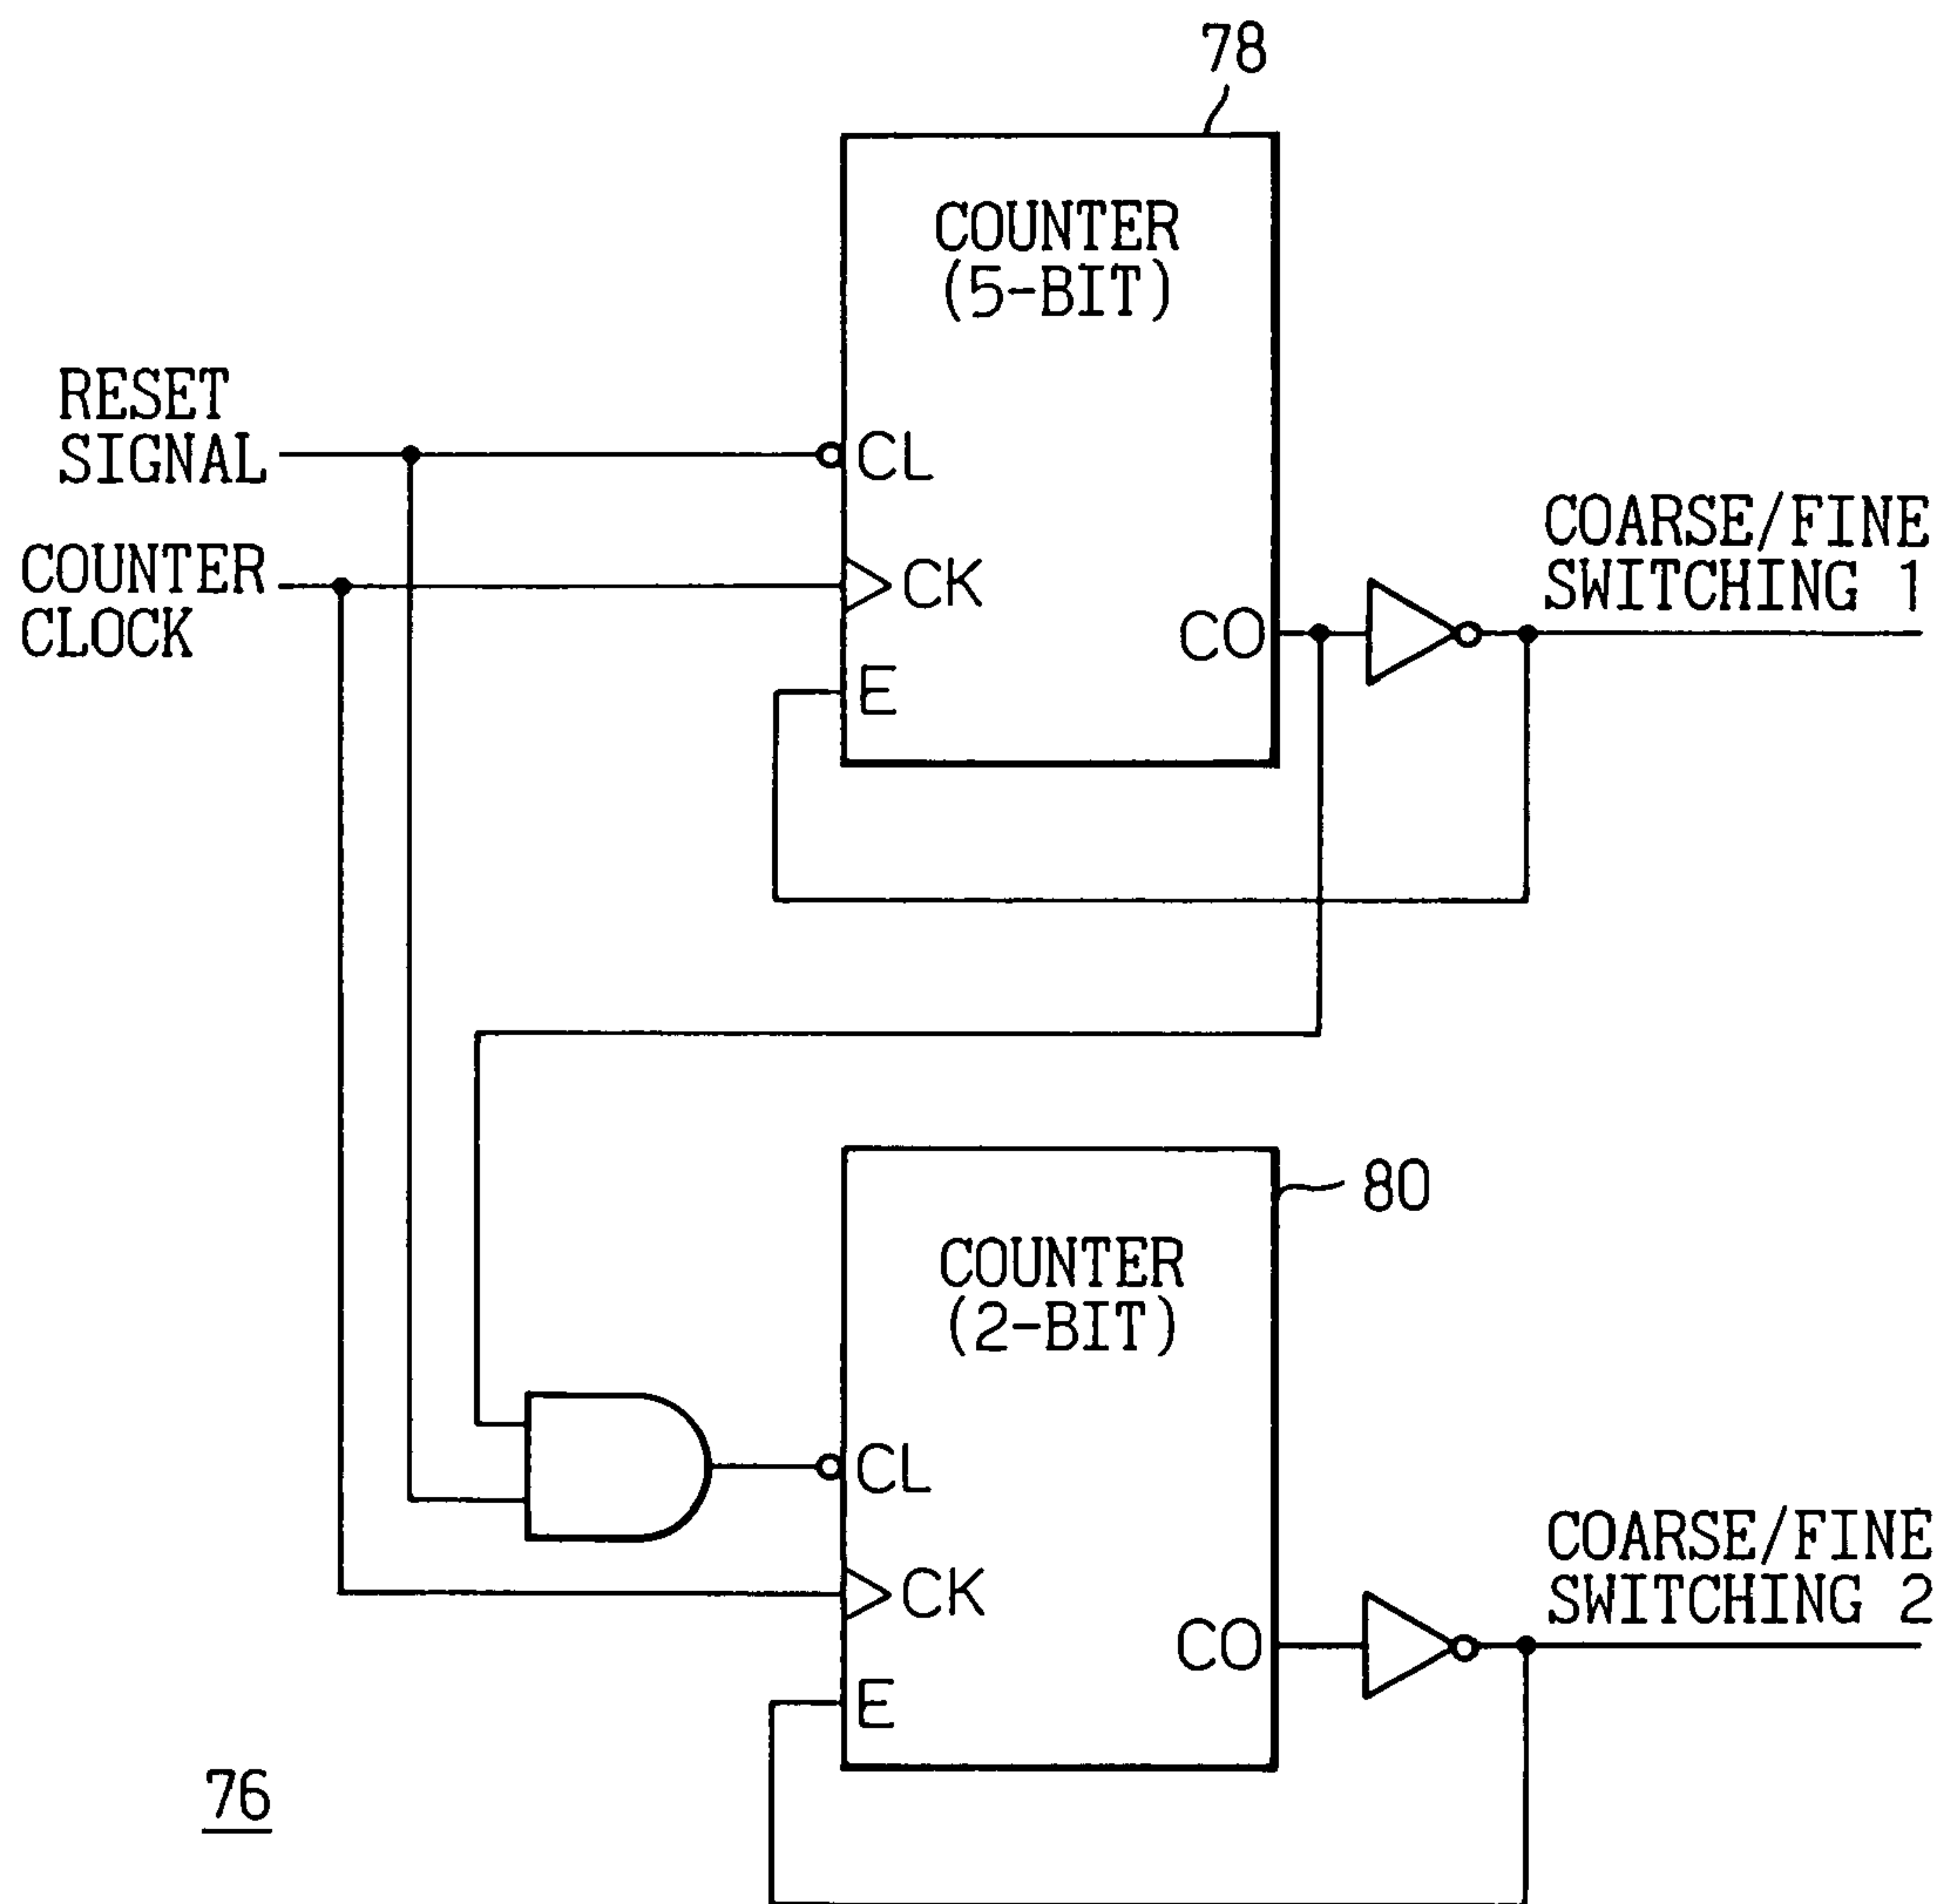 78
COUNTER
(5-BIT)
RESET
SIGNAL
CL
COUNTER
CLOCK
CK
E
CO
COARSE/FINE
SWITCHING 1
80
COUNTER
(2-BIT)
CL
CK
E
CO
COARSE/FINE
SWITCHING 2
76